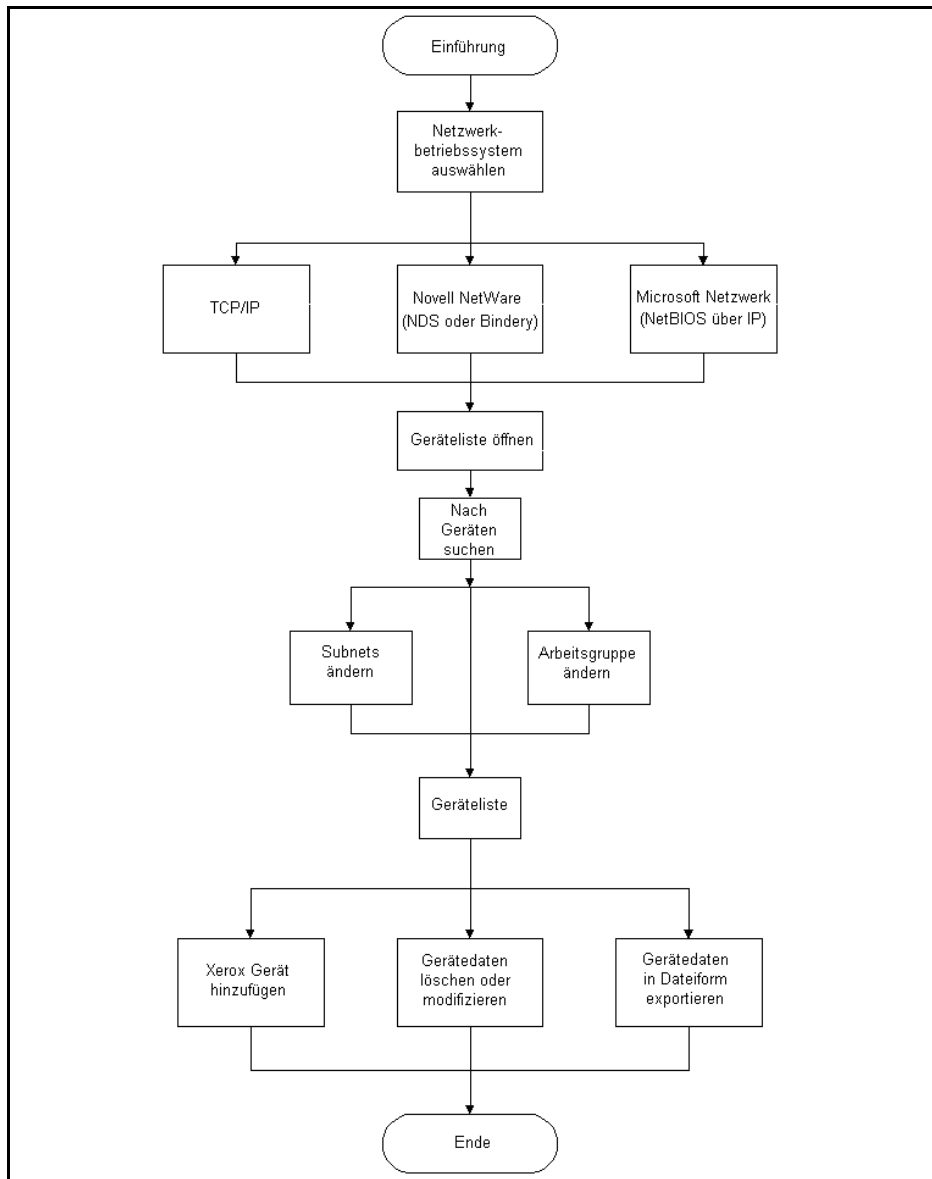 Einführung
Netzwerk-
betriebssystem
auswählen
TCP/IP
Novell NetWare
(NDS oder Bindery)
Microsoft Netzwerk
(NetBIOS über IP)
Geräteliste öffnen
Nach
Geräten
suchen
Subnets
ändern
Arbeitsgruppe
ändern
Geräteliste
Xerox Gerät
hinzufügen
Gerätedaten
löschen oder
modifizieren
Gerätedaten
in Dateiform
exportieren
Ende